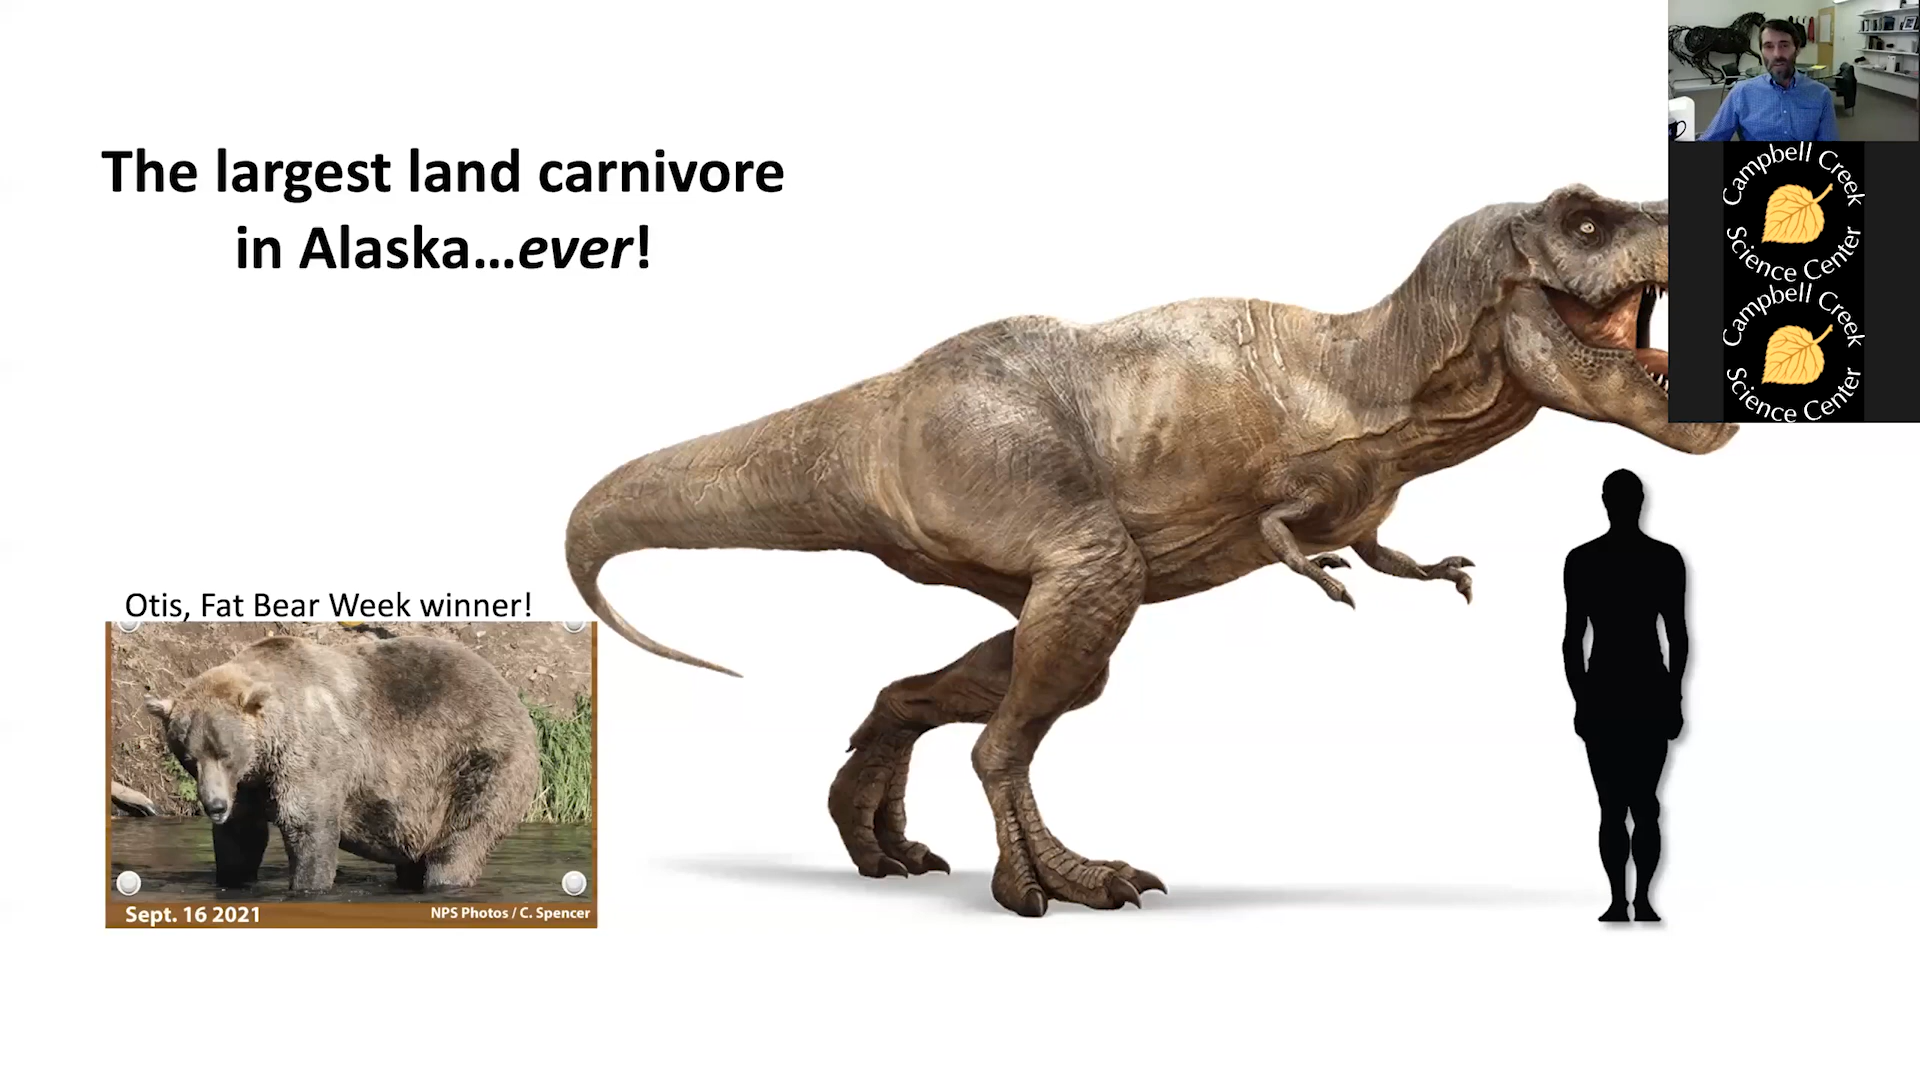 The largest land carnivore
in Alaska...ever!
Otis, Fat Bear Week winner!
Sept. 16 2021
NPS Photos / C. Spencer
Campbell Creek
Science Center
Campbell Creek
Science Center